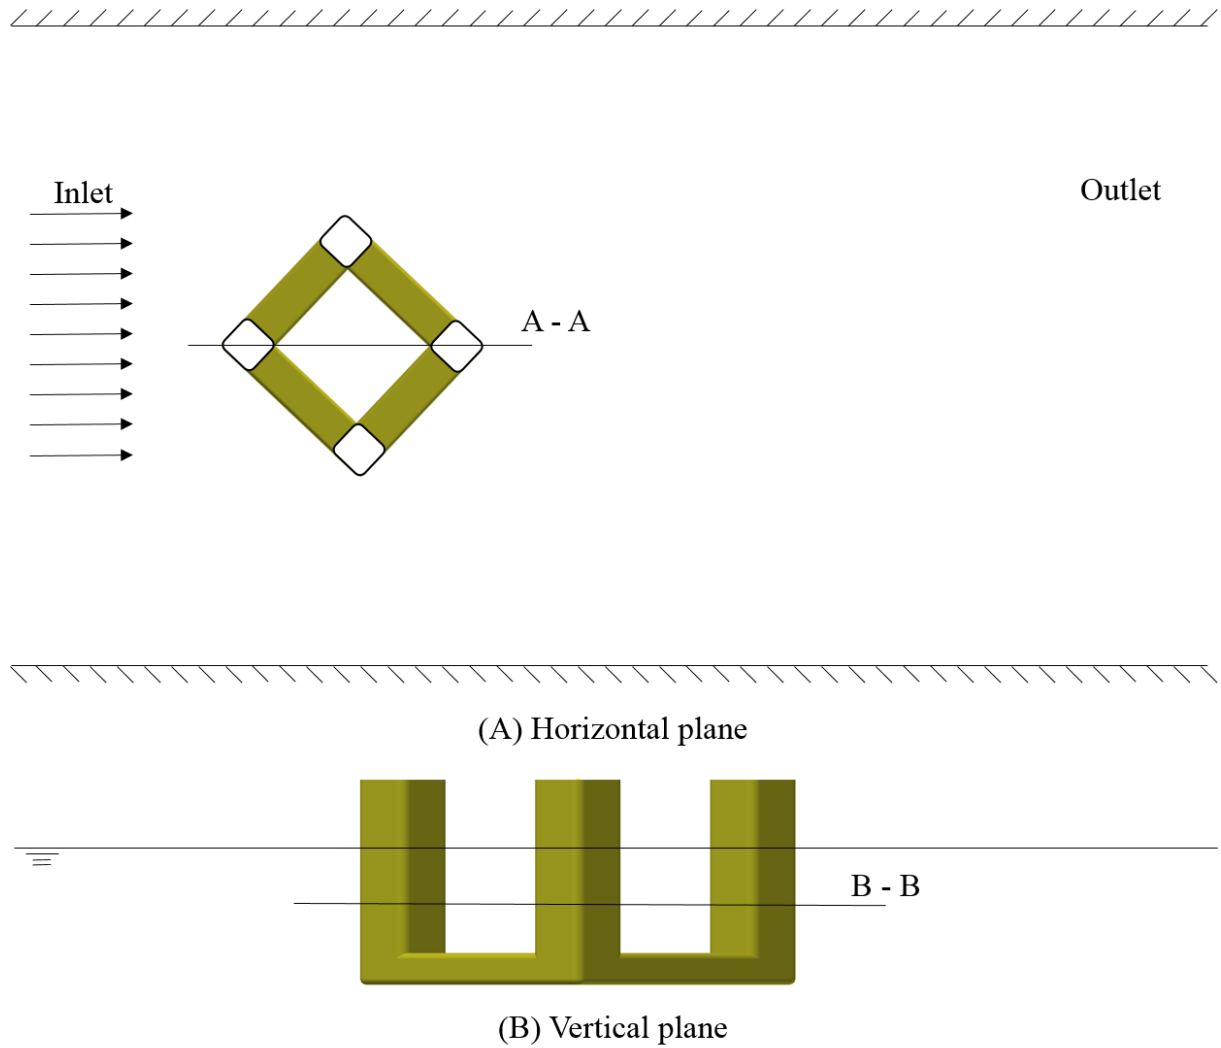 Inlet
Outlet
A - A
(A) Horizontal plane
B - B
(B) Vertical plane